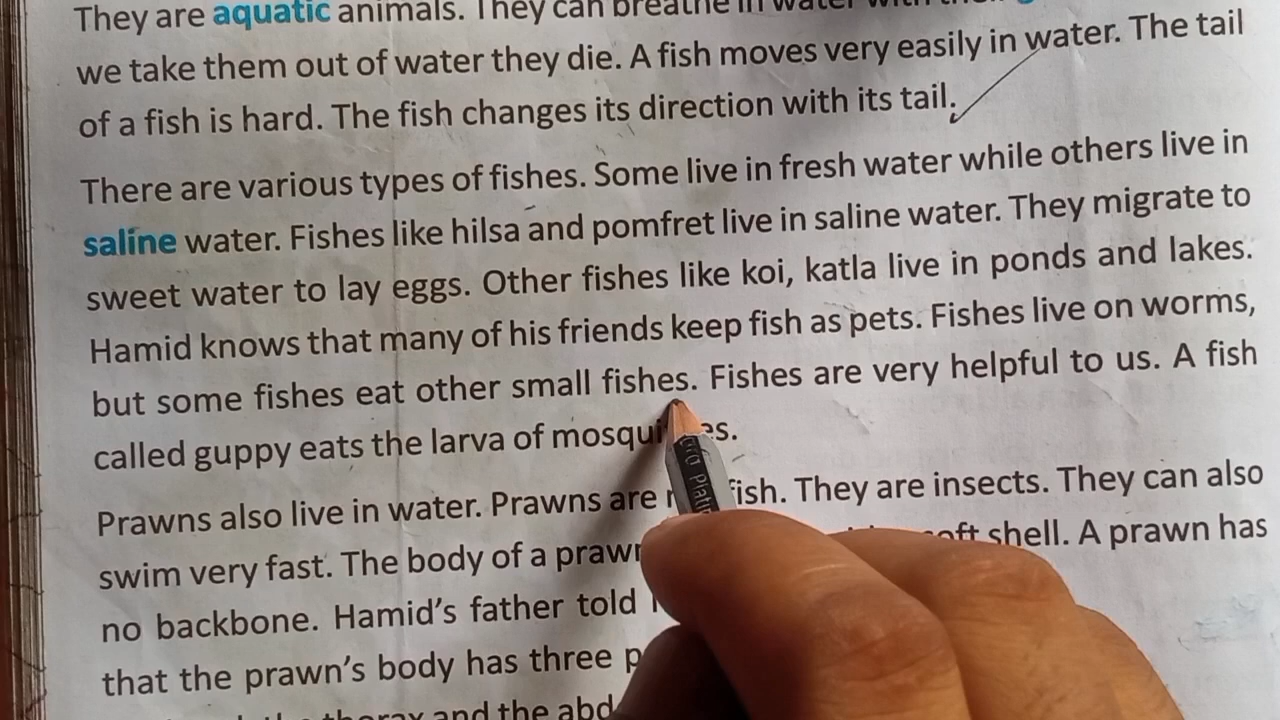 They are aquatic animals. They can breathe in water with
we take them out of water they die. A fish moves very easily in water. The tail
of a fish is hard. The fish changes its direction with its tail.
There are various types of fishes. Some live in fresh water while others live in
saline water. Fishes like hilsa and pomfret live in saline water. They migrate to
sweet water to lay eggs. Other fishes like koi, katla live in ponds and lakes.
Hamid knows that many of his friends keep fish as pets. Fishes live on worms,
but some fishes eat other small fishes. Fishes are very helpful to us. A fish
called guppy eats the larva of
Prawns also live in water. Prawns are fish. They are insects. They can also
swim very fast. The body of a soft shell. A prawn has
no backbone. Hamid's father told
that the prawn's body has three
and the